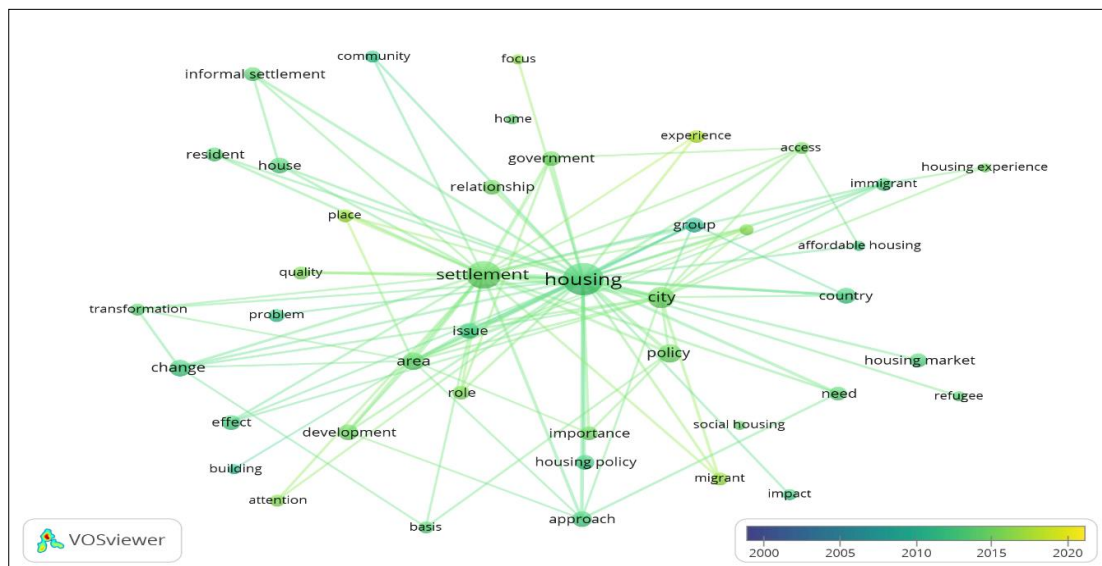 community
focus
informal settlement
home
experience
access
government
resident
house
housing experience
immigrant
relationship
place
group
affordable housing
quality
settlement
housing
city
country
transformation
problem
issue
change
area
policy
housing market
role
need
refugee
effect
development
importance
social housing
housing policy
building
migrant
attention
impact
basis
approach
VOSviewer
2000 2005 2010 2015 2020